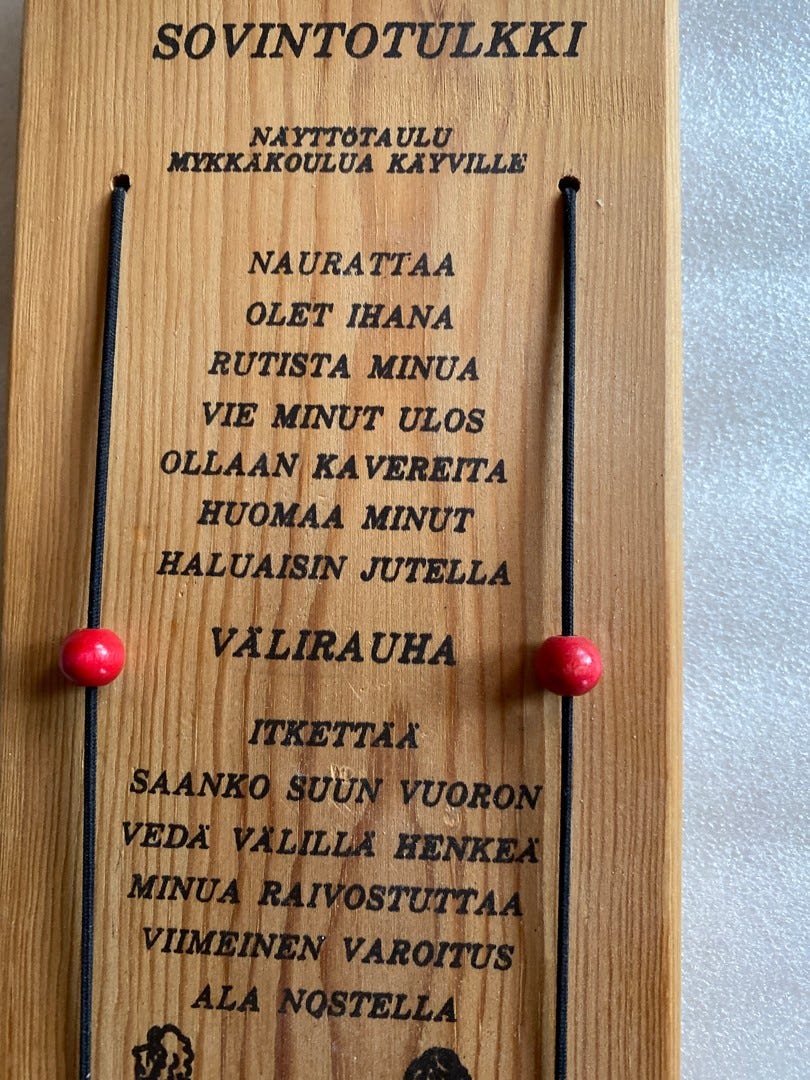 SOVINTOTULKKI
NÄYTTÖTAULU
MYKKÄKOULUA KÄYVILLE
NAURATTAA
OLET IHANA
RUTISTA MINUA
VIE MINUT ULOS
OLLAAN KAVEREITA
HUOMAA MINUT
HALUAISIN JUTELLA
VÄLIRAUHA
ITKETTÄÄ
SAANKO SUUN VUORON
VEDÄ VÄLILLÄ HENKEÄ
MINUA RAIVOSTUTTAA
VIIMEINEN VAROITUS
ALA NOSTELLA